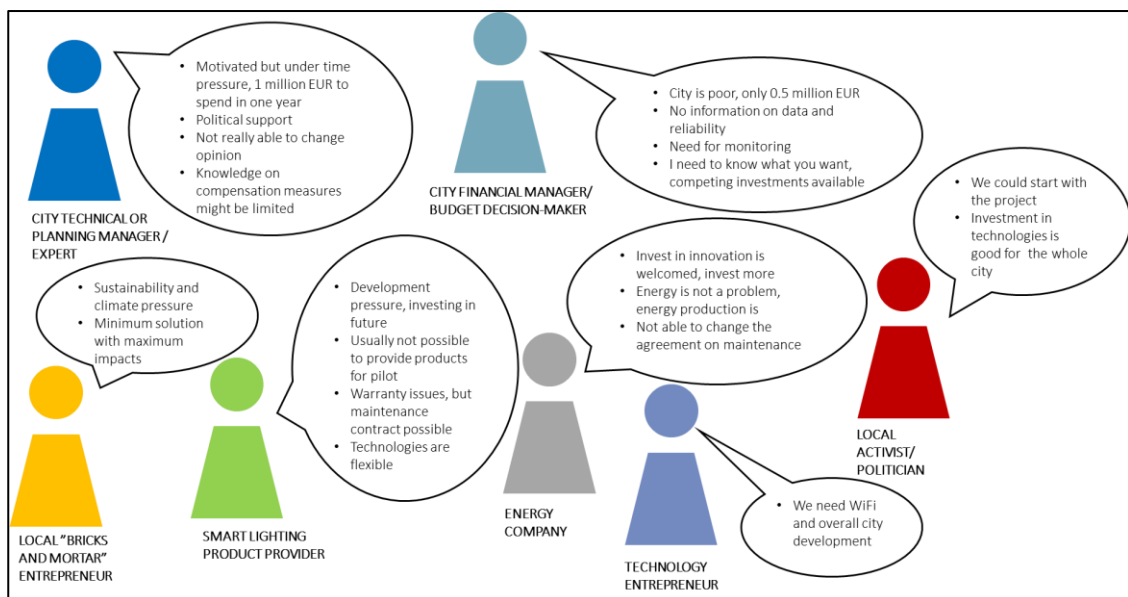 • Motivated but under time
pressure, 1 million EUR to
spend in one year
• Political support
• Not really able to change
opinion
• Knowledge on
compensation measures
might be limited
CITY TECHNICAL OR
PLANNING MANAGER /
EXPERT
• City is poor, only 0.5 million EUR
• No information on data and
reliability
• Need for monitoring
• I need to know what you want,
competing investments available
CITY FINANCIAL MANAGER/
BUDGET DECISION-MAKER
• We could start with
the project
• Investment in
technologies is
good for the whole
city
LOCAL
ACTIVIST/
POLITICIAN
• Sustainability and
climate pressure
• Minimum solution
with maximum
impacts
LOCAL "BRICKS
AND MORTAR"
ENTREPRENEUR
• Development
pressure, investing in
future
• Usually not possible
to provide products
for pilot
• Warranty issues, but
maintenance
contract possible
• Technologies are
flexible
SMART LIGHTING
PRODUCT PROVIDER
• Invest in innovation is
welcomed, invest more
• Energy is not a problem,
energy production is
• Not able to change the
agreement on maintenance
ENERGY
COMPANY
• We need WiFi
and overall city
development
TECHNOLOGY
ENTREPRENEUR